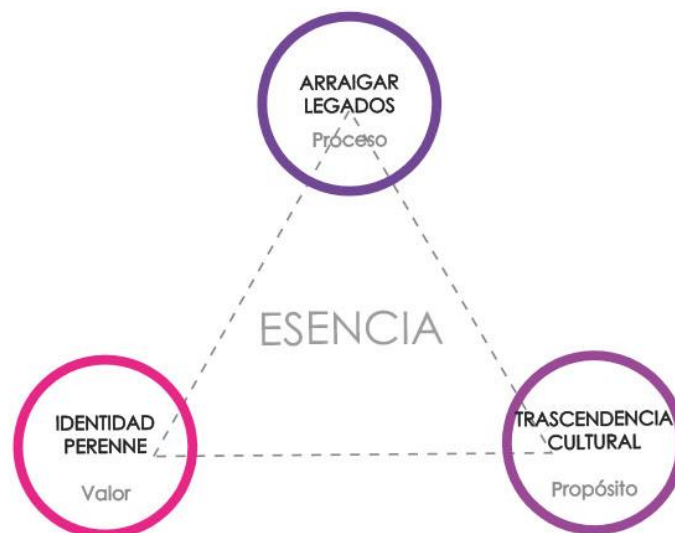 ARRAIGAR
LEGADOS
Proceso
ESENCIA
IDENTIDAD
PERENNE
Valor
TRASCENDENCIA
CULTURAL
Propósito